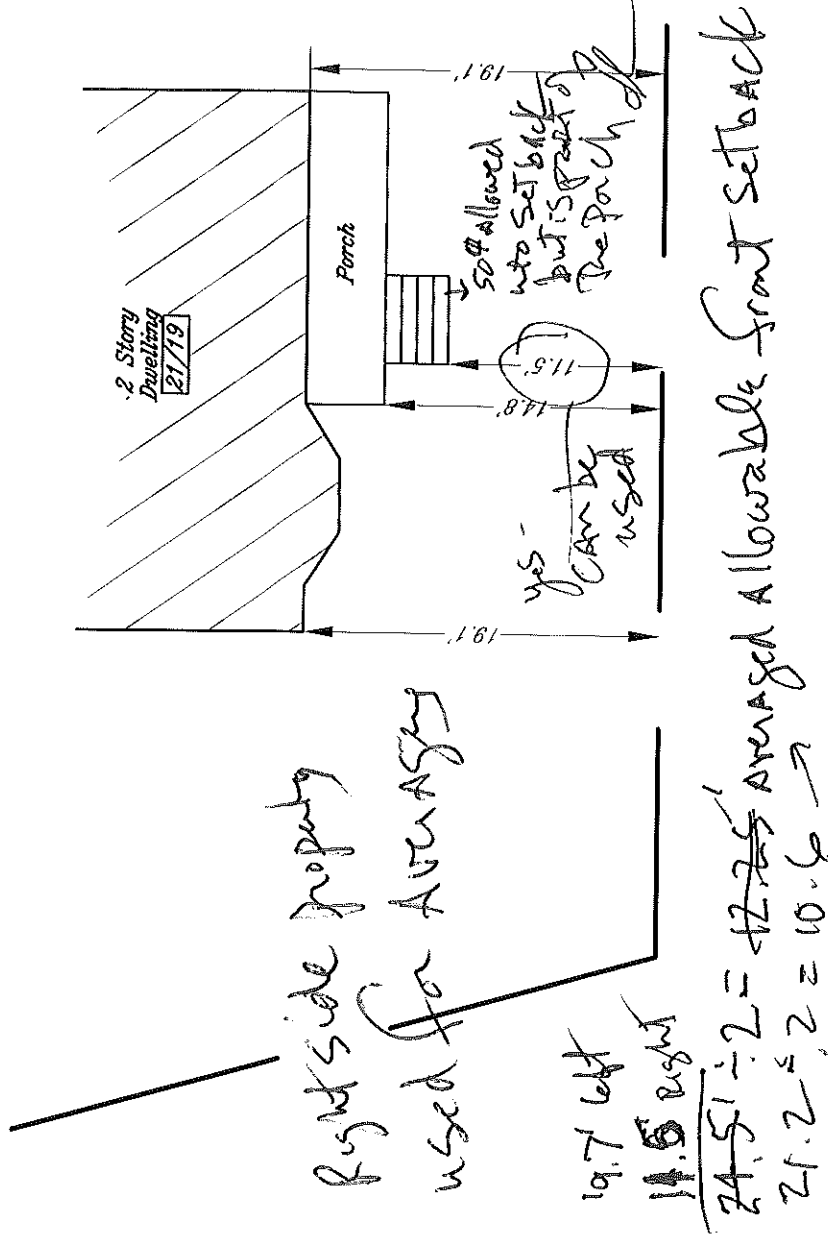 2 Story
Dwelling
21/19
Porch
19.1'
19.1'
14.8'
11.5'
50# allowed
into setback
but is part of
The porch
yes -
can be
used
Right side property
used for Averaging
9.7' left
11.5 Right
24.5' ÷ 2 = 12.25' Averaged Allowable front SetbACK
21.2 ÷ 2 = 10.6 →